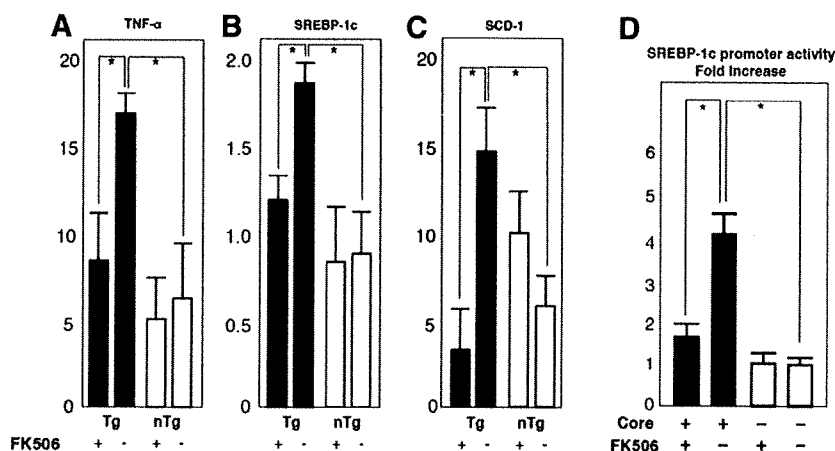 A
TNF-α
*
*
20
15
10
5
0
Tg
nTg
FK506
+
-
+
-
B
SREBP-1c
*
*
2.0
1.5
1.0
0.5
0
Tg
nTg
+
-
+
-
C
SCD-1
*
*
20
15
10
5
0
Tg
nTg
+
-
+
-
D
SREBP-1c promoter activity
Fold Increase
*
*
6
5
4
3
2
1
0
Core + + – –
FK506 + – + –